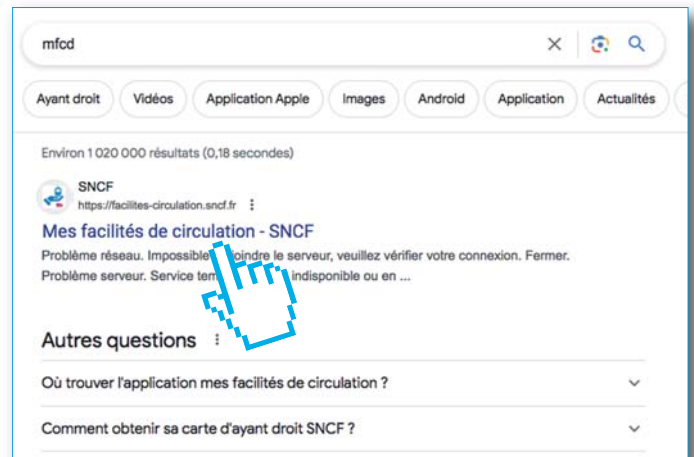 mfcd
Ayant droit Vidéos Application Apple Images Android Application Actualités
Environ 1 020 000 résultats (0,18 secondes)
SNCF
https://facilites-circulation.sncf.fr
Mes facilités de circulation - SNCF
Problème réseau. Impossible joindre le serveur, veuillez vérifier votre connexion. Fermer.
Problème serveur. Service indisponible ou en ...
Autres questions
Où trouver l'application mes facilités de circulation ?
Comment obtenir sa carte d'ayant droit SNCF ?